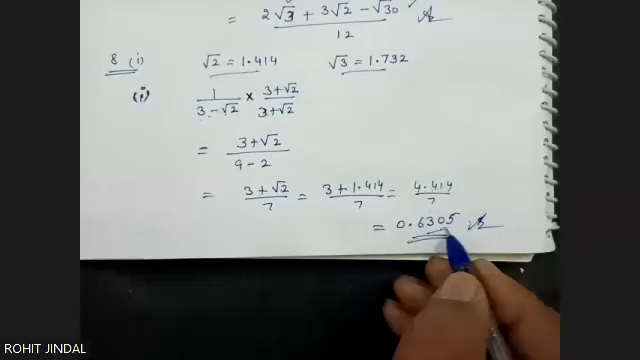 = 2√3 + 3√2 − √30 / 12
8 (i) √2 = 1.414 √3 = 1.732
(i) 1 / 3 − √2 × 3 + √2 / 3 + √2
= 3 + √2 / 9 − 2
= 3 + √2 / 7 = 3 + 1.414 / 7 = 4.414 / 7
= 0.6305
ROHIT JINDAL